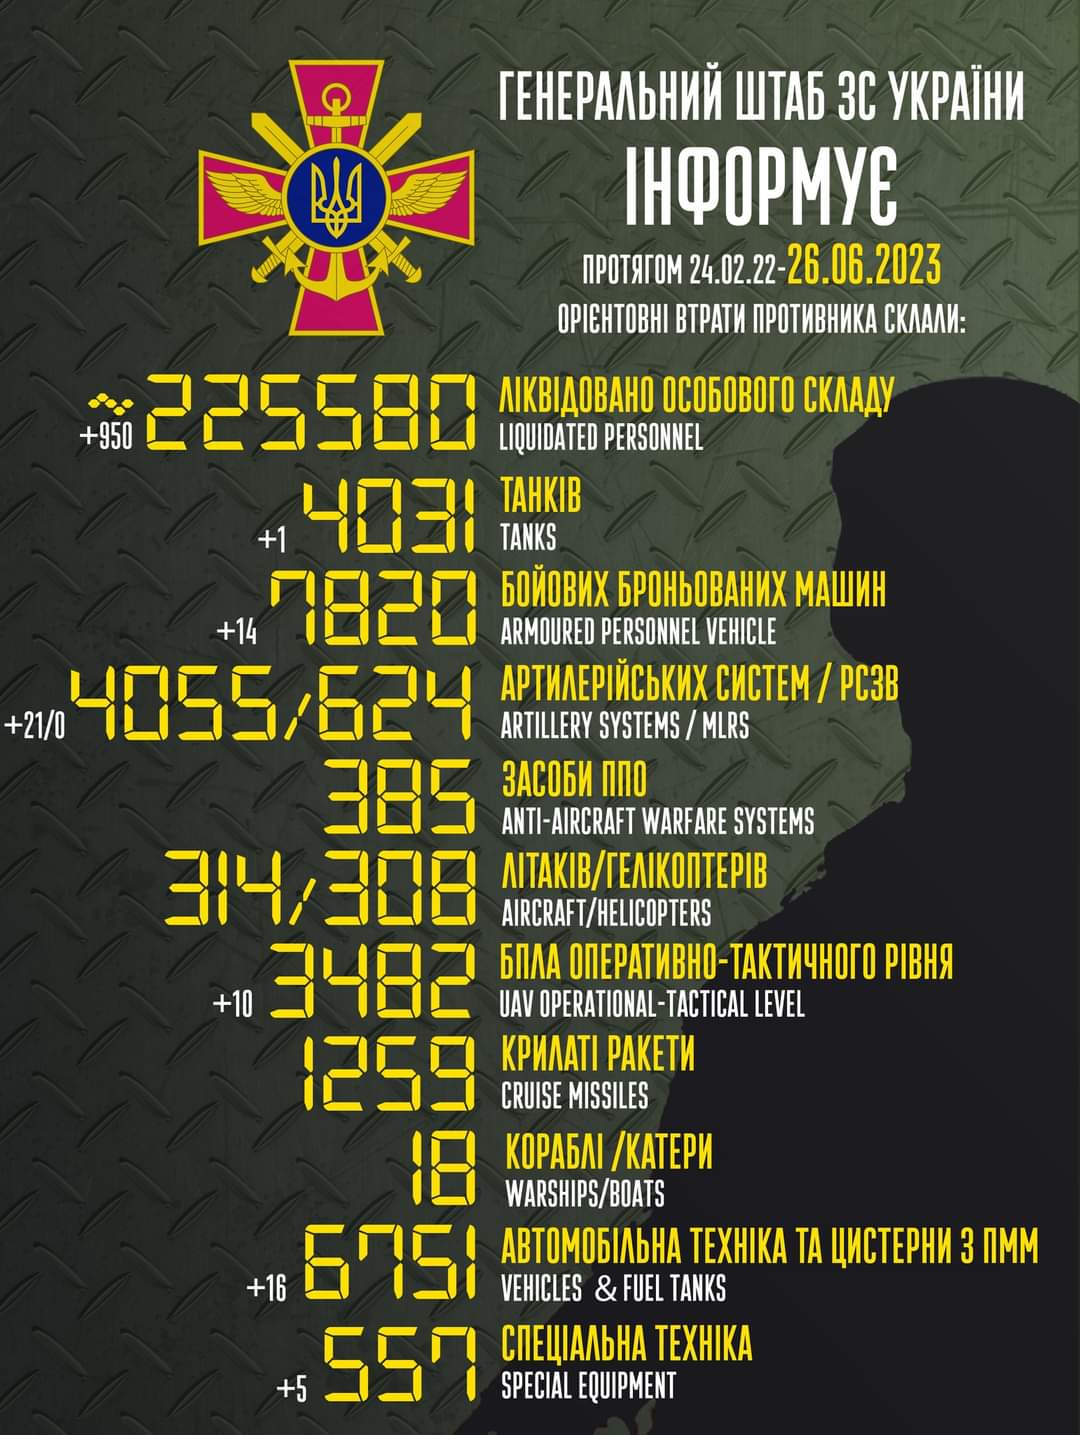 ГЕНЕРАЛЬНИЙ ШТАБ ЗС УКРАЇНИ
ІНФОРМУЄ
ПРОТЯГОМ 24.02.22-26.06.2023
ОРІЄНТОВНІ ВТРАТИ ПРОТИВНИКА СКЛАЛИ:
+950 ≈225580 ЛІКВІДОВАНО ОСОБОВОГО СКЛАДУ
LIQUIDATED PERSONNEL
+1 4031 ТАНКІВ
TANKS
+14 7820 БОЙОВИХ БРОНЬОВАНИХ МАШИН
ARMOURED PERSONNEL VEHICLE
+21/0 4055/624 АРТИЛЕРІЙСЬКИХ СИСТЕМ / РСЗВ
ARTILLERY SYSTEMS / MLRS
385 ЗАСОБИ ППО
ANTI-AIRCRAFT WARFARE SYSTEMS
314/308 ЛІТАКІВ/ГЕЛІКОПТЕРІВ
AIRCRAFT/HELICOPTERS
+10 3482 БПЛА ОПЕРАТИВНО-ТАКТИЧНОГО РІВНЯ
UAV OPERATIONAL-TACTICAL LEVEL
1259 КРИЛАТІ РАКЕТИ
CRUISE MISSILES
18 КОРАБЛІ /КАТЕРИ
WARSHIPS/BOATS
+16 6751 АВТОМОБІЛЬНА ТЕХНІКА ТА ЦИСТЕРНИ З ПММ
VEHICLES & FUEL TANKS
+5 557 СПЕЦІАЛЬНА ТЕХНІКА
SPECIAL EQUIPMENT